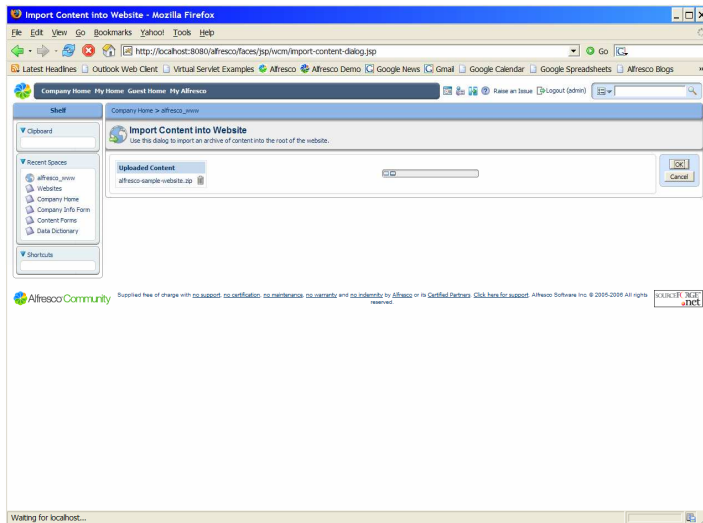 Import Content into Website - Mozilla Firefox
File Edit View Go Bookmarks Yahoo! Tools Help
http://localhost:8080/alfresco/faces/jsp/wcm/import-content-dialog.jsp Go
Latest Headlines Outlook Web Client Virtual Servlet Examples Alfresco Alfresco Demo Google News Gmail Google Calendar Google Spreadsheets Alfresco Blogs »
Company Home My Home Guest Home My Alfresco Raise an Issue Logout (admin)
Shelf
Company Home > alfresco_www
Clipboard
Import Content into Website
Use this dialog to import an archive of content into the root of the website.
Recent Spaces
alfresco_www
Websites
Company Home
Company Info Form
Content Forms
Data Dictionary
Uploaded Content
alfresco-sample-website.zip
OK
Cancel
Shortcuts
Alfresco Community
Supplied free of charge with no support, no certification, no maintenance, no warranty and no indemnity by Alfresco or its Certified Partners. Click here for support. Alfresco Software Inc. © 2005-2006 All rights
reserved.
SOURCEFORGE
.net
Waiting for localhost...